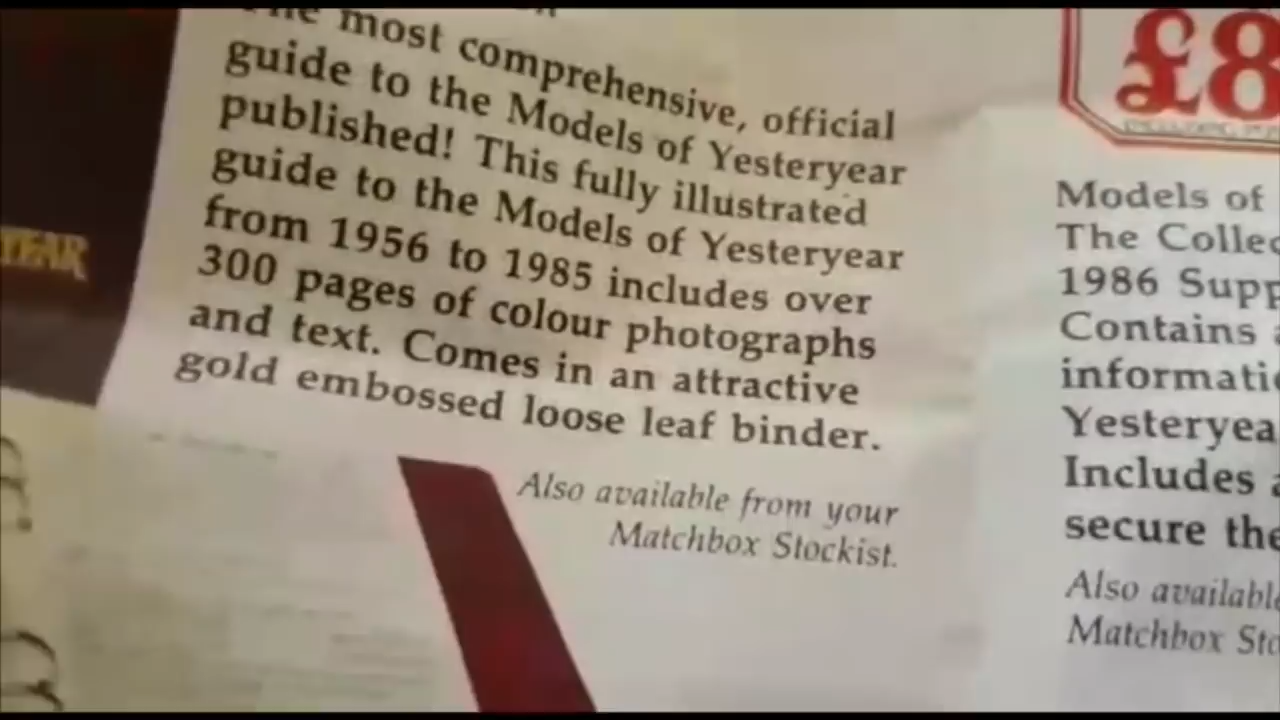 The most comprehensive, official
guide to the Models of Yesteryear
published! This fully illustrated
guide to the Models of Yesteryear
from 1956 to 1985 includes over
300 pages of colour photographs
and text. Comes in an attractive
gold embossed loose leaf binder.
Also available from your
Matchbox Stockist.
YEAR
£8
Models of
The Collec
1986 Supp
Contains a
informatio
Yesteryea
Includes a
secure the
Also availabl
Matchbox Sto